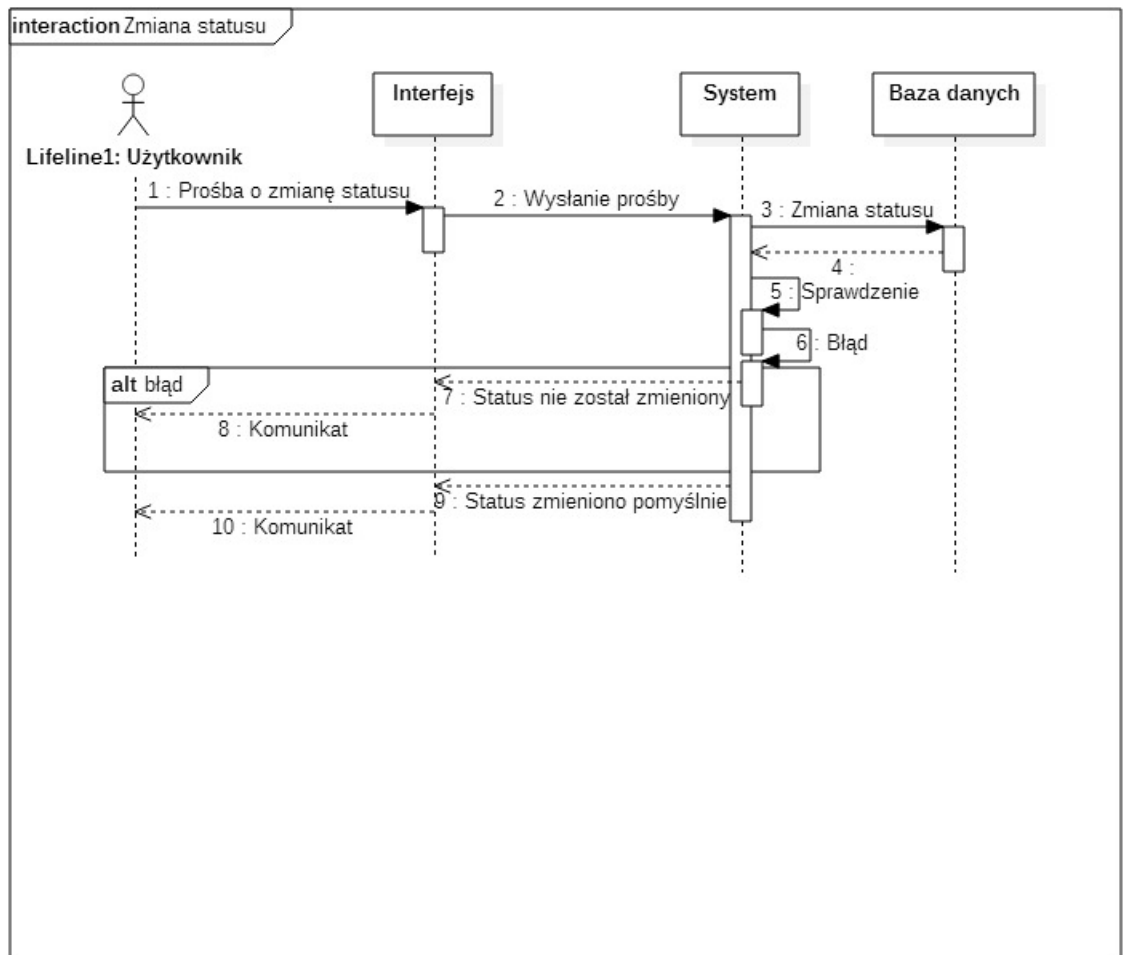 interaction Zmiana statusu
Interfejs
System
Baza danych
Lifeline1: Użytkownik
1 : Prośba o zmianę statusu
2 : Wysłanie prośby
3 : Zmiana statusu
4 :
5 : Sprawdzenie
6 : Błąd
alt błąd
7 : Status nie został zmieniony
8 : Komunikat
9 : Status zmieniono pomyślnie
10 : Komunikat